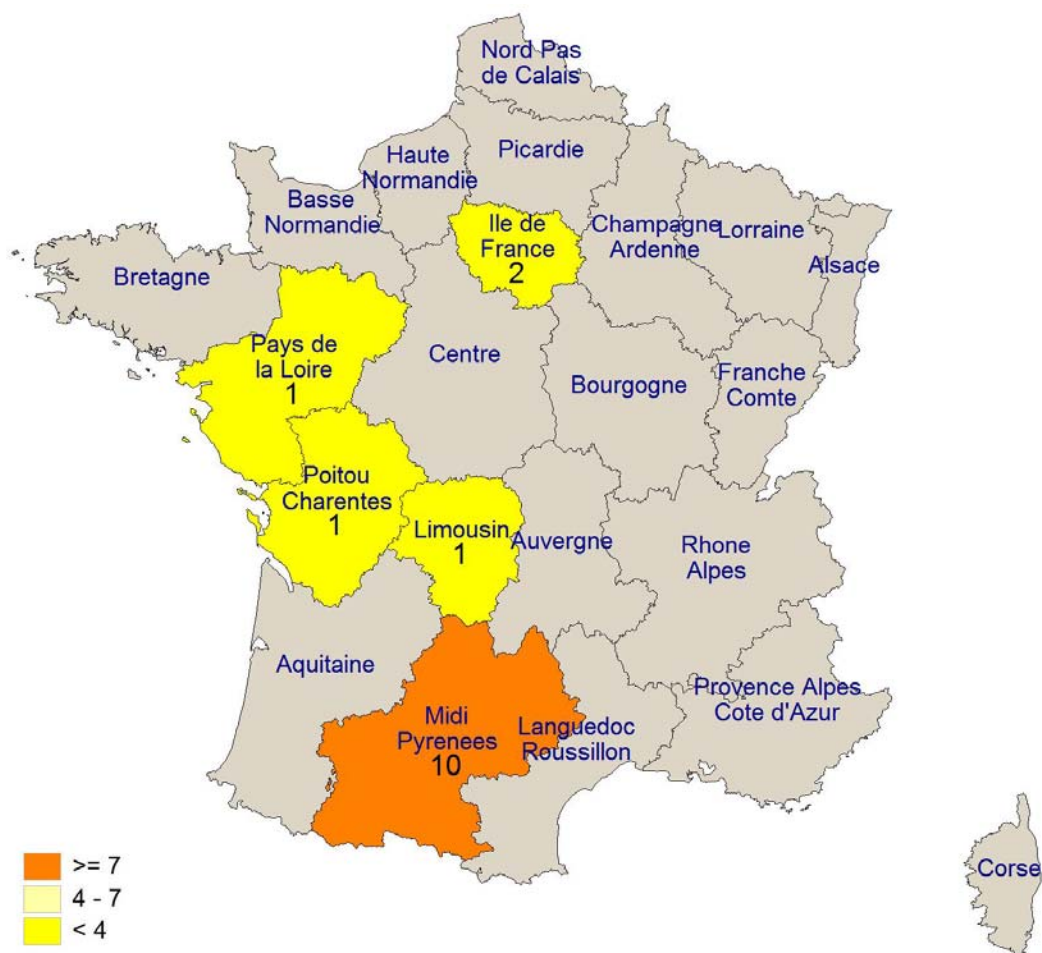 Nord Pas
de Calais
Picardie
Haute
Normandie
Basse
Normandie
Ile de
France
2
Champagne
Ardenne
Lorraine
Alsace
Bretagne
Pays de
la Loire
1
Centre
Bourgogne
Franche
Comte
Poitou
Charentes
1
Limousin
1
Auvergne
Rhone
Alpes
Aquitaine
Midi
Pyrenees
10
Languedoc
Roussillon
Provence Alpes
Cote d'Azur
Corse
>= 7
4 - 7
< 4